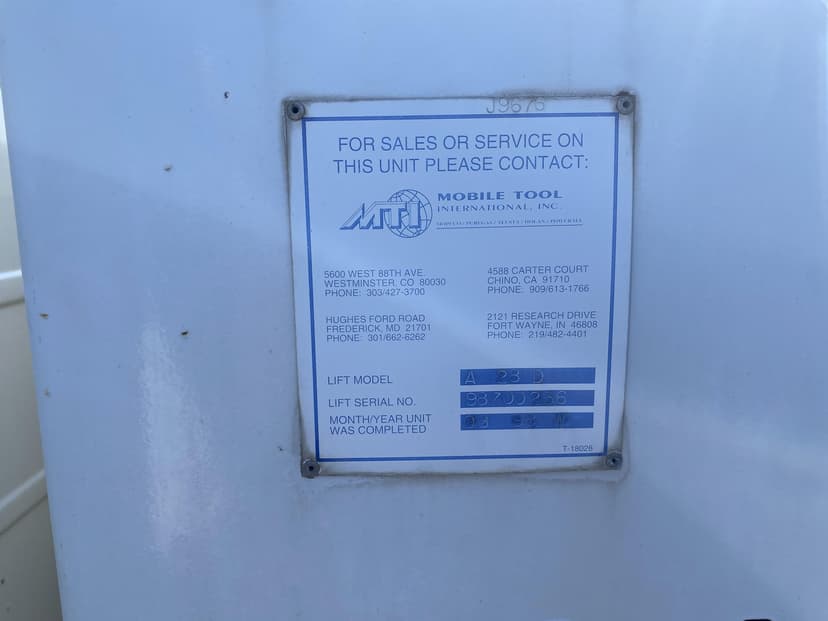 J9676
FOR SALES OR SERVICE ON
THIS UNIT PLEASE CONTACT:
MTI
MOBILE TOOL
INTERNATIONAL, INC.
5600 WEST 88TH AVE.
WESTMINSTER, CO 80030
PHONE: 303/427-3700
4588 CARTER COURT
CHINO, CA 91710
PHONE: 909/613-1766
HUGHES FORD ROAD
FREDERICK, MD 21701
PHONE: 301/662-6262
2121 RESEARCH DRIVE
FORT WAYNE, IN 46808
PHONE: 219/482-4401
LIFT MODEL A 28 D
LIFT SERIAL NO.
MONTH/YEAR UNIT
WAS COMPLETED
T-18028